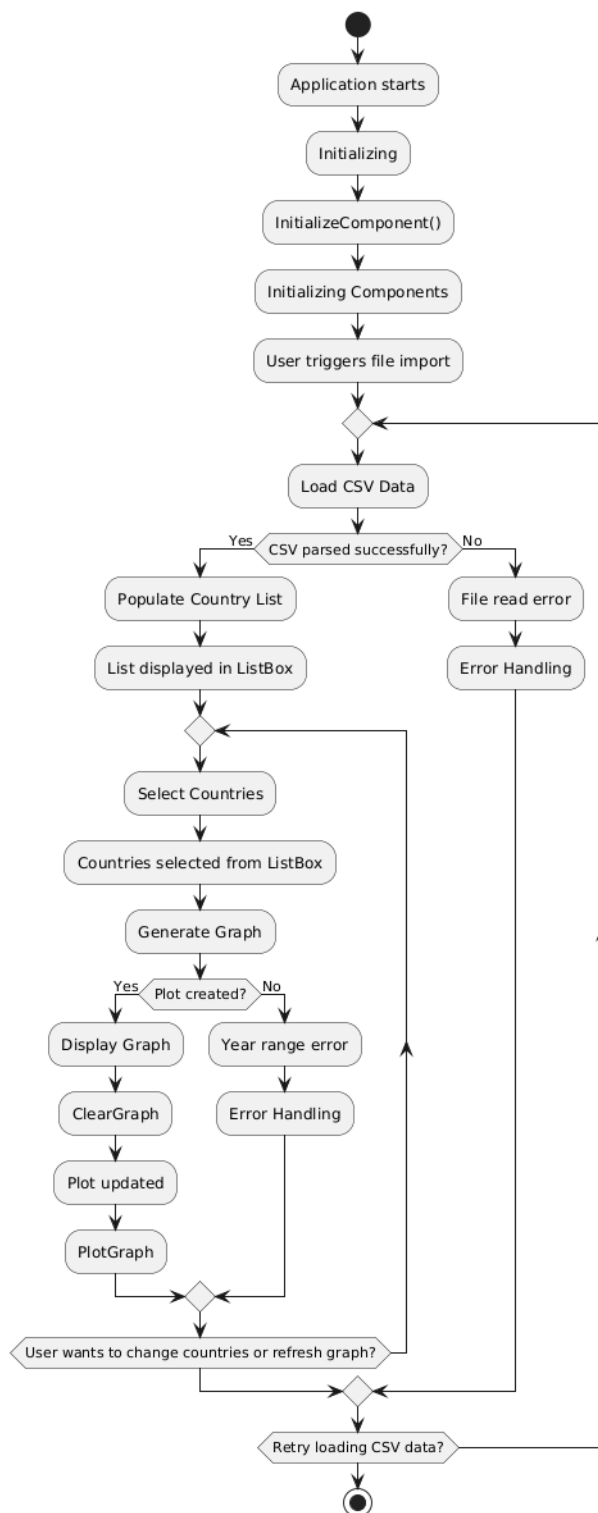 Application starts
Initializing
InitializeComponent()
Initializing Components
User triggers file import
Load CSV Data
Yes
CSV parsed successfully?
No
Populate Country List
File read error
List displayed in ListBox
Error Handling
Select Countries
Countries selected from ListBox
Generate Graph
Yes
Plot created?
No
Display Graph
Year range error
ClearGraph
Error Handling
Plot updated
PlotGraph
User wants to change countries or refresh graph?
Retry loading CSV data?